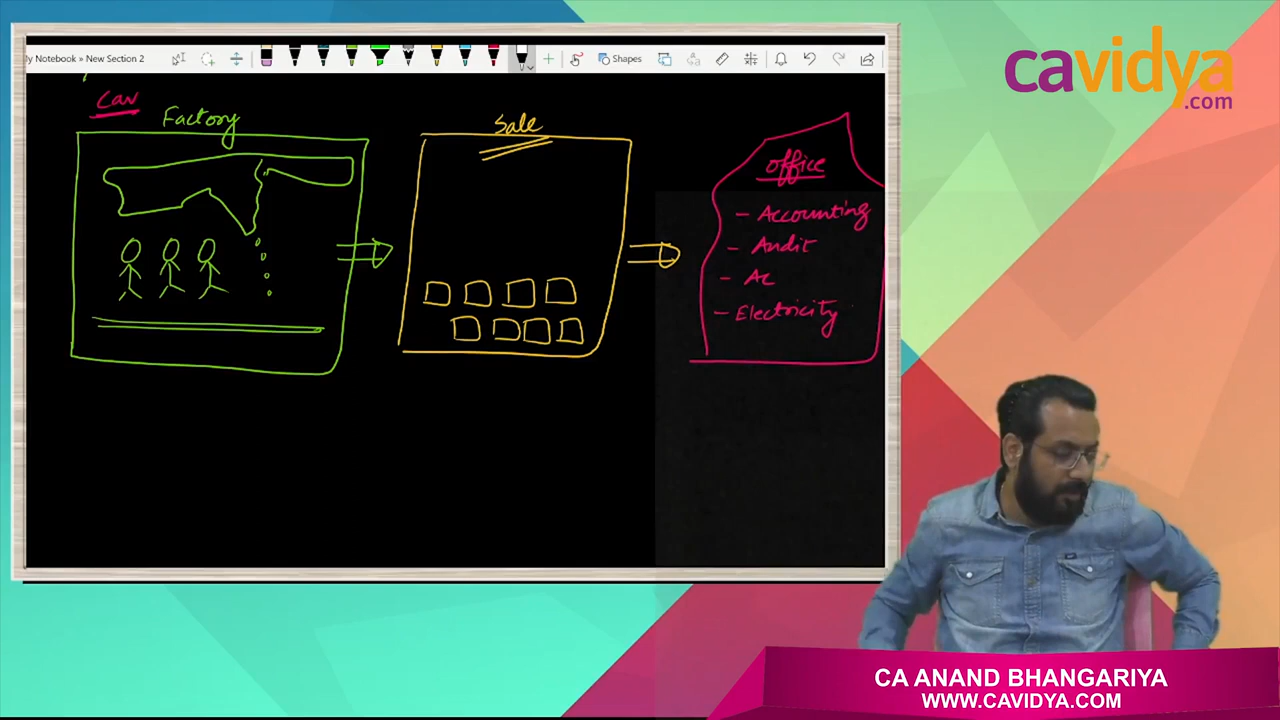 My Notebook » New Section 2
Shapes
cavidya
.com
Car
Factory
Sale
office
- Accounting
- Audit
- AC
- Electricity
CA ANAND BHANGARIYA
WWW.CAVIDYA.COM